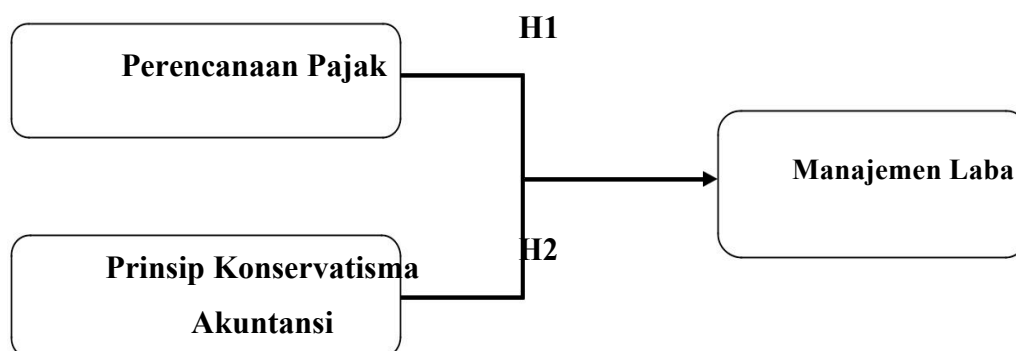 H1
Perencanaan Pajak
Manajemen Laba
H2
Prinsip Konservatisma
Akuntansi